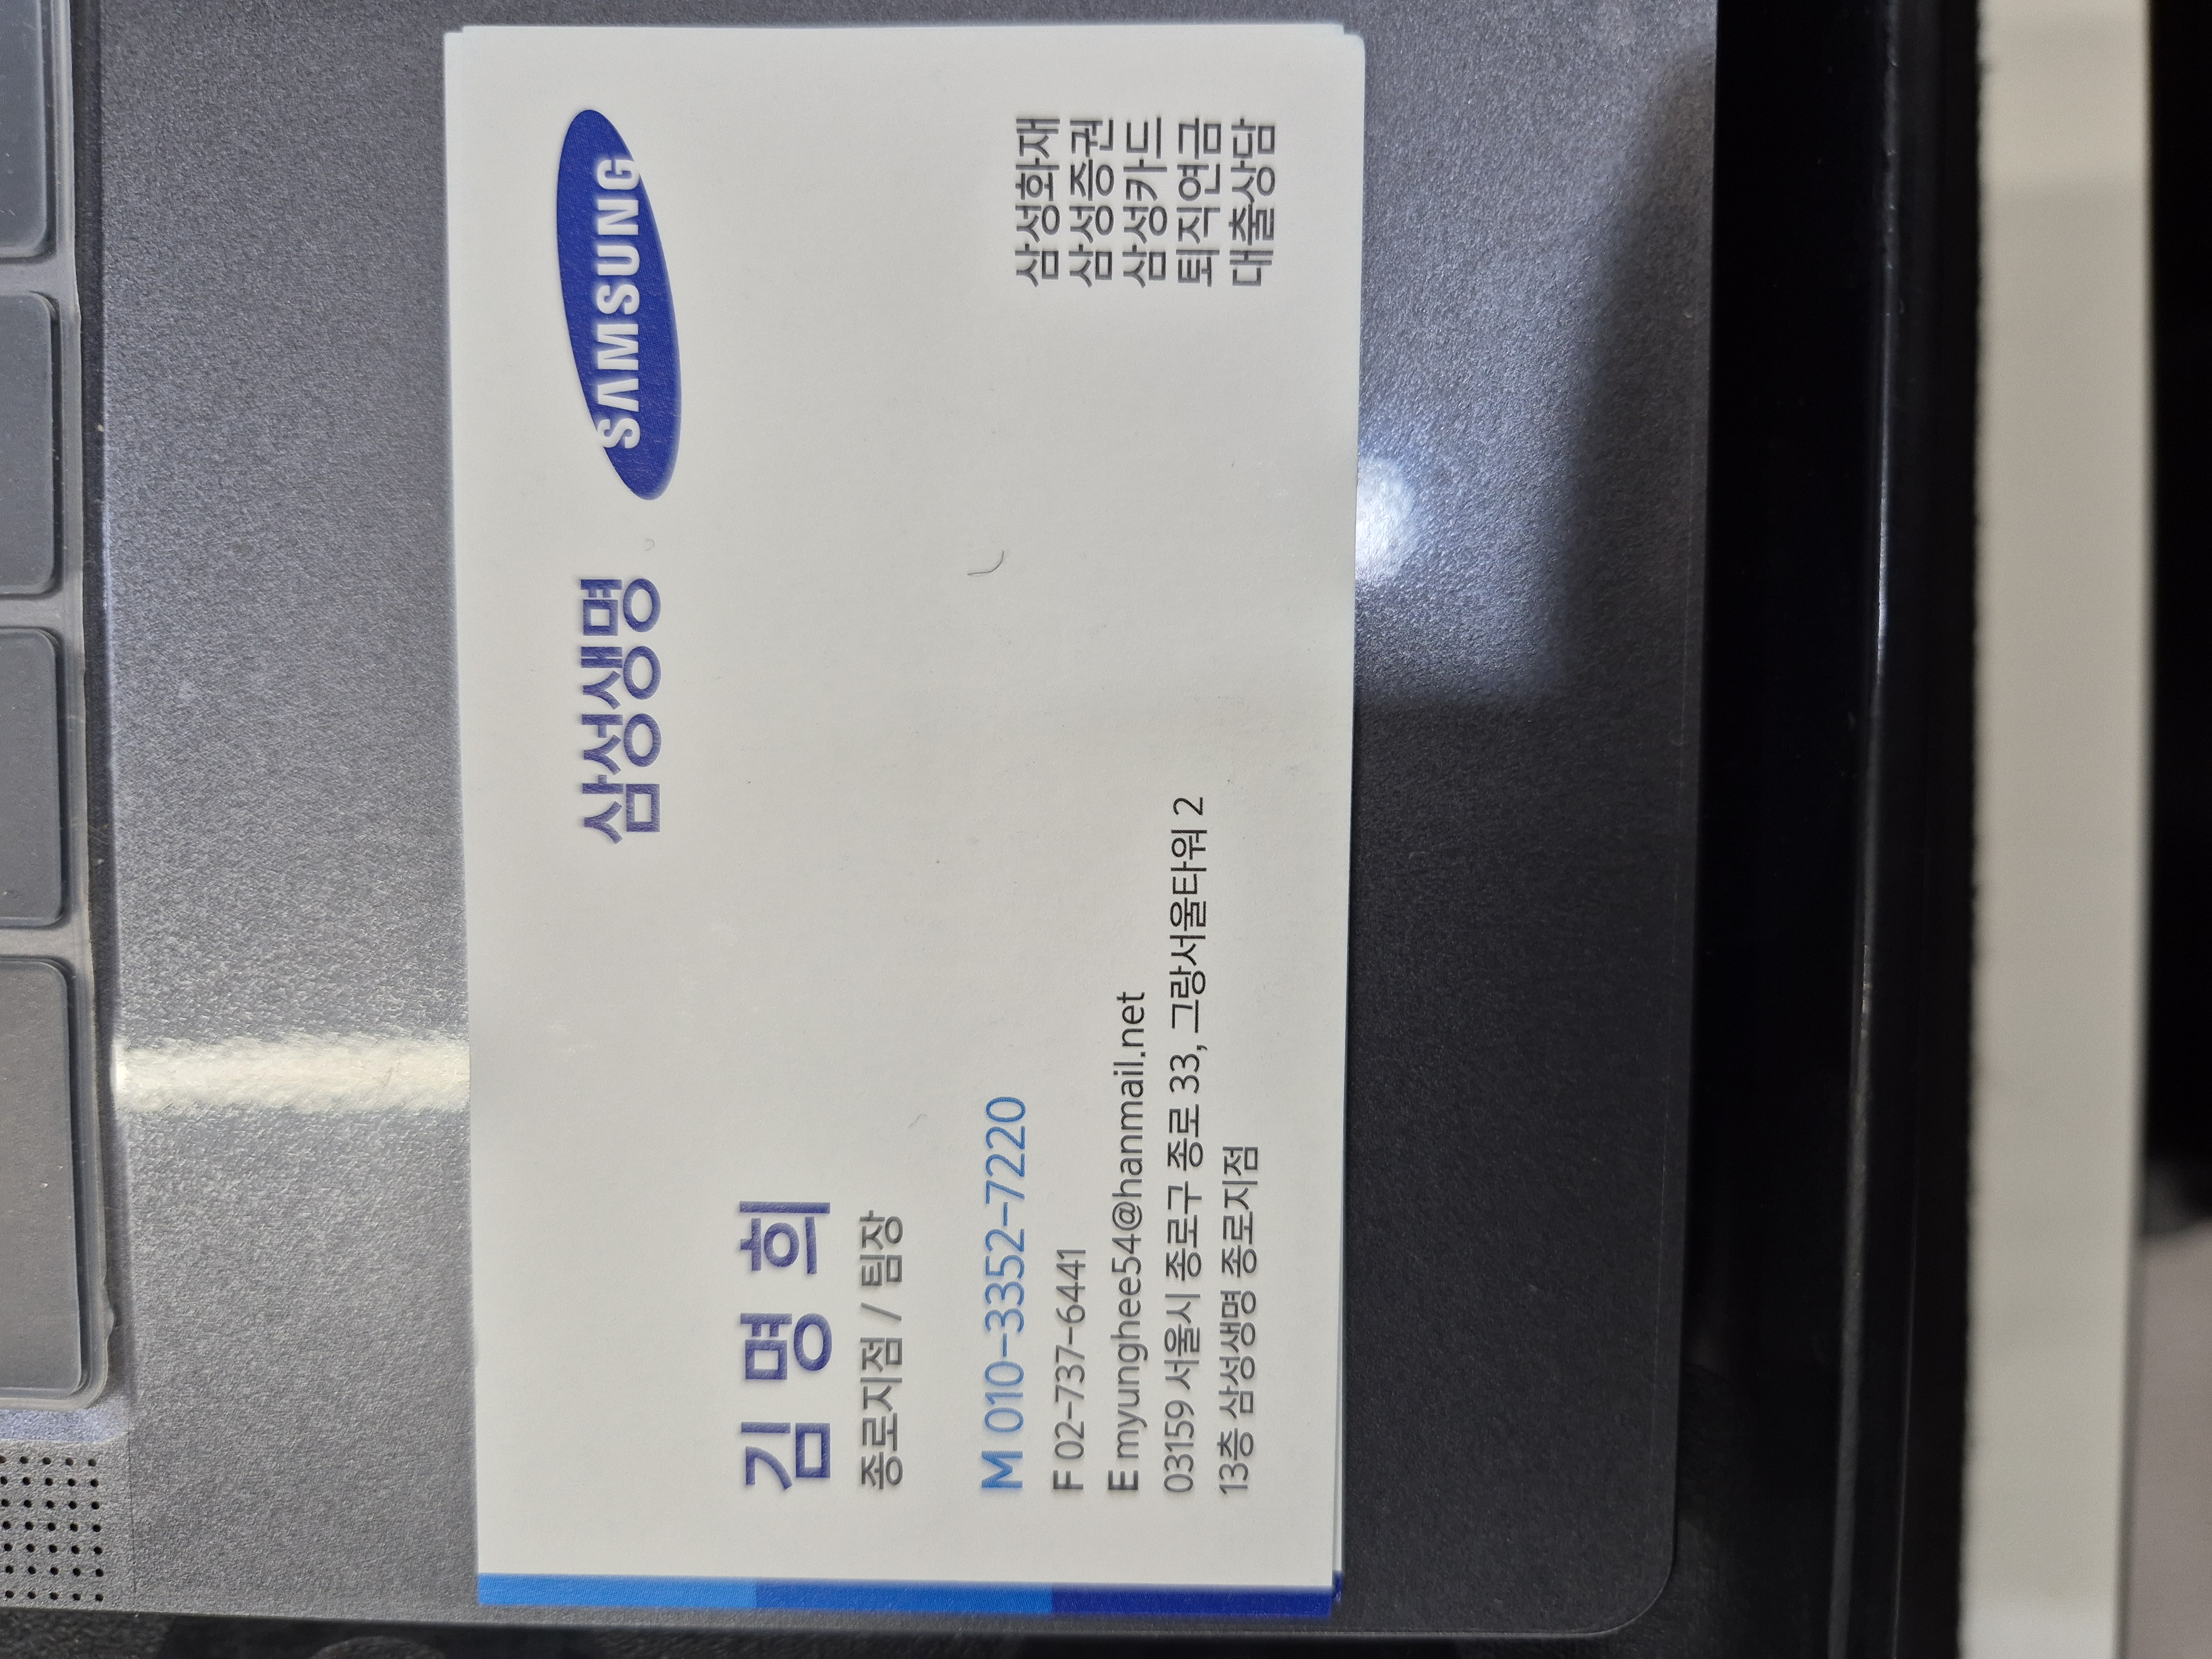 삼성생명 SAMSUNG
김명희
종로지점 / 팀장
M 010-3352-7220
F 02-737-6441
E myunghee54@hanmail.net
03159 서울시 종로구 종로 33, 그랑서울타워 2
13층 삼성생명 종로지점
삼성화재
삼성증권
삼성카드
퇴직연금
대출상담